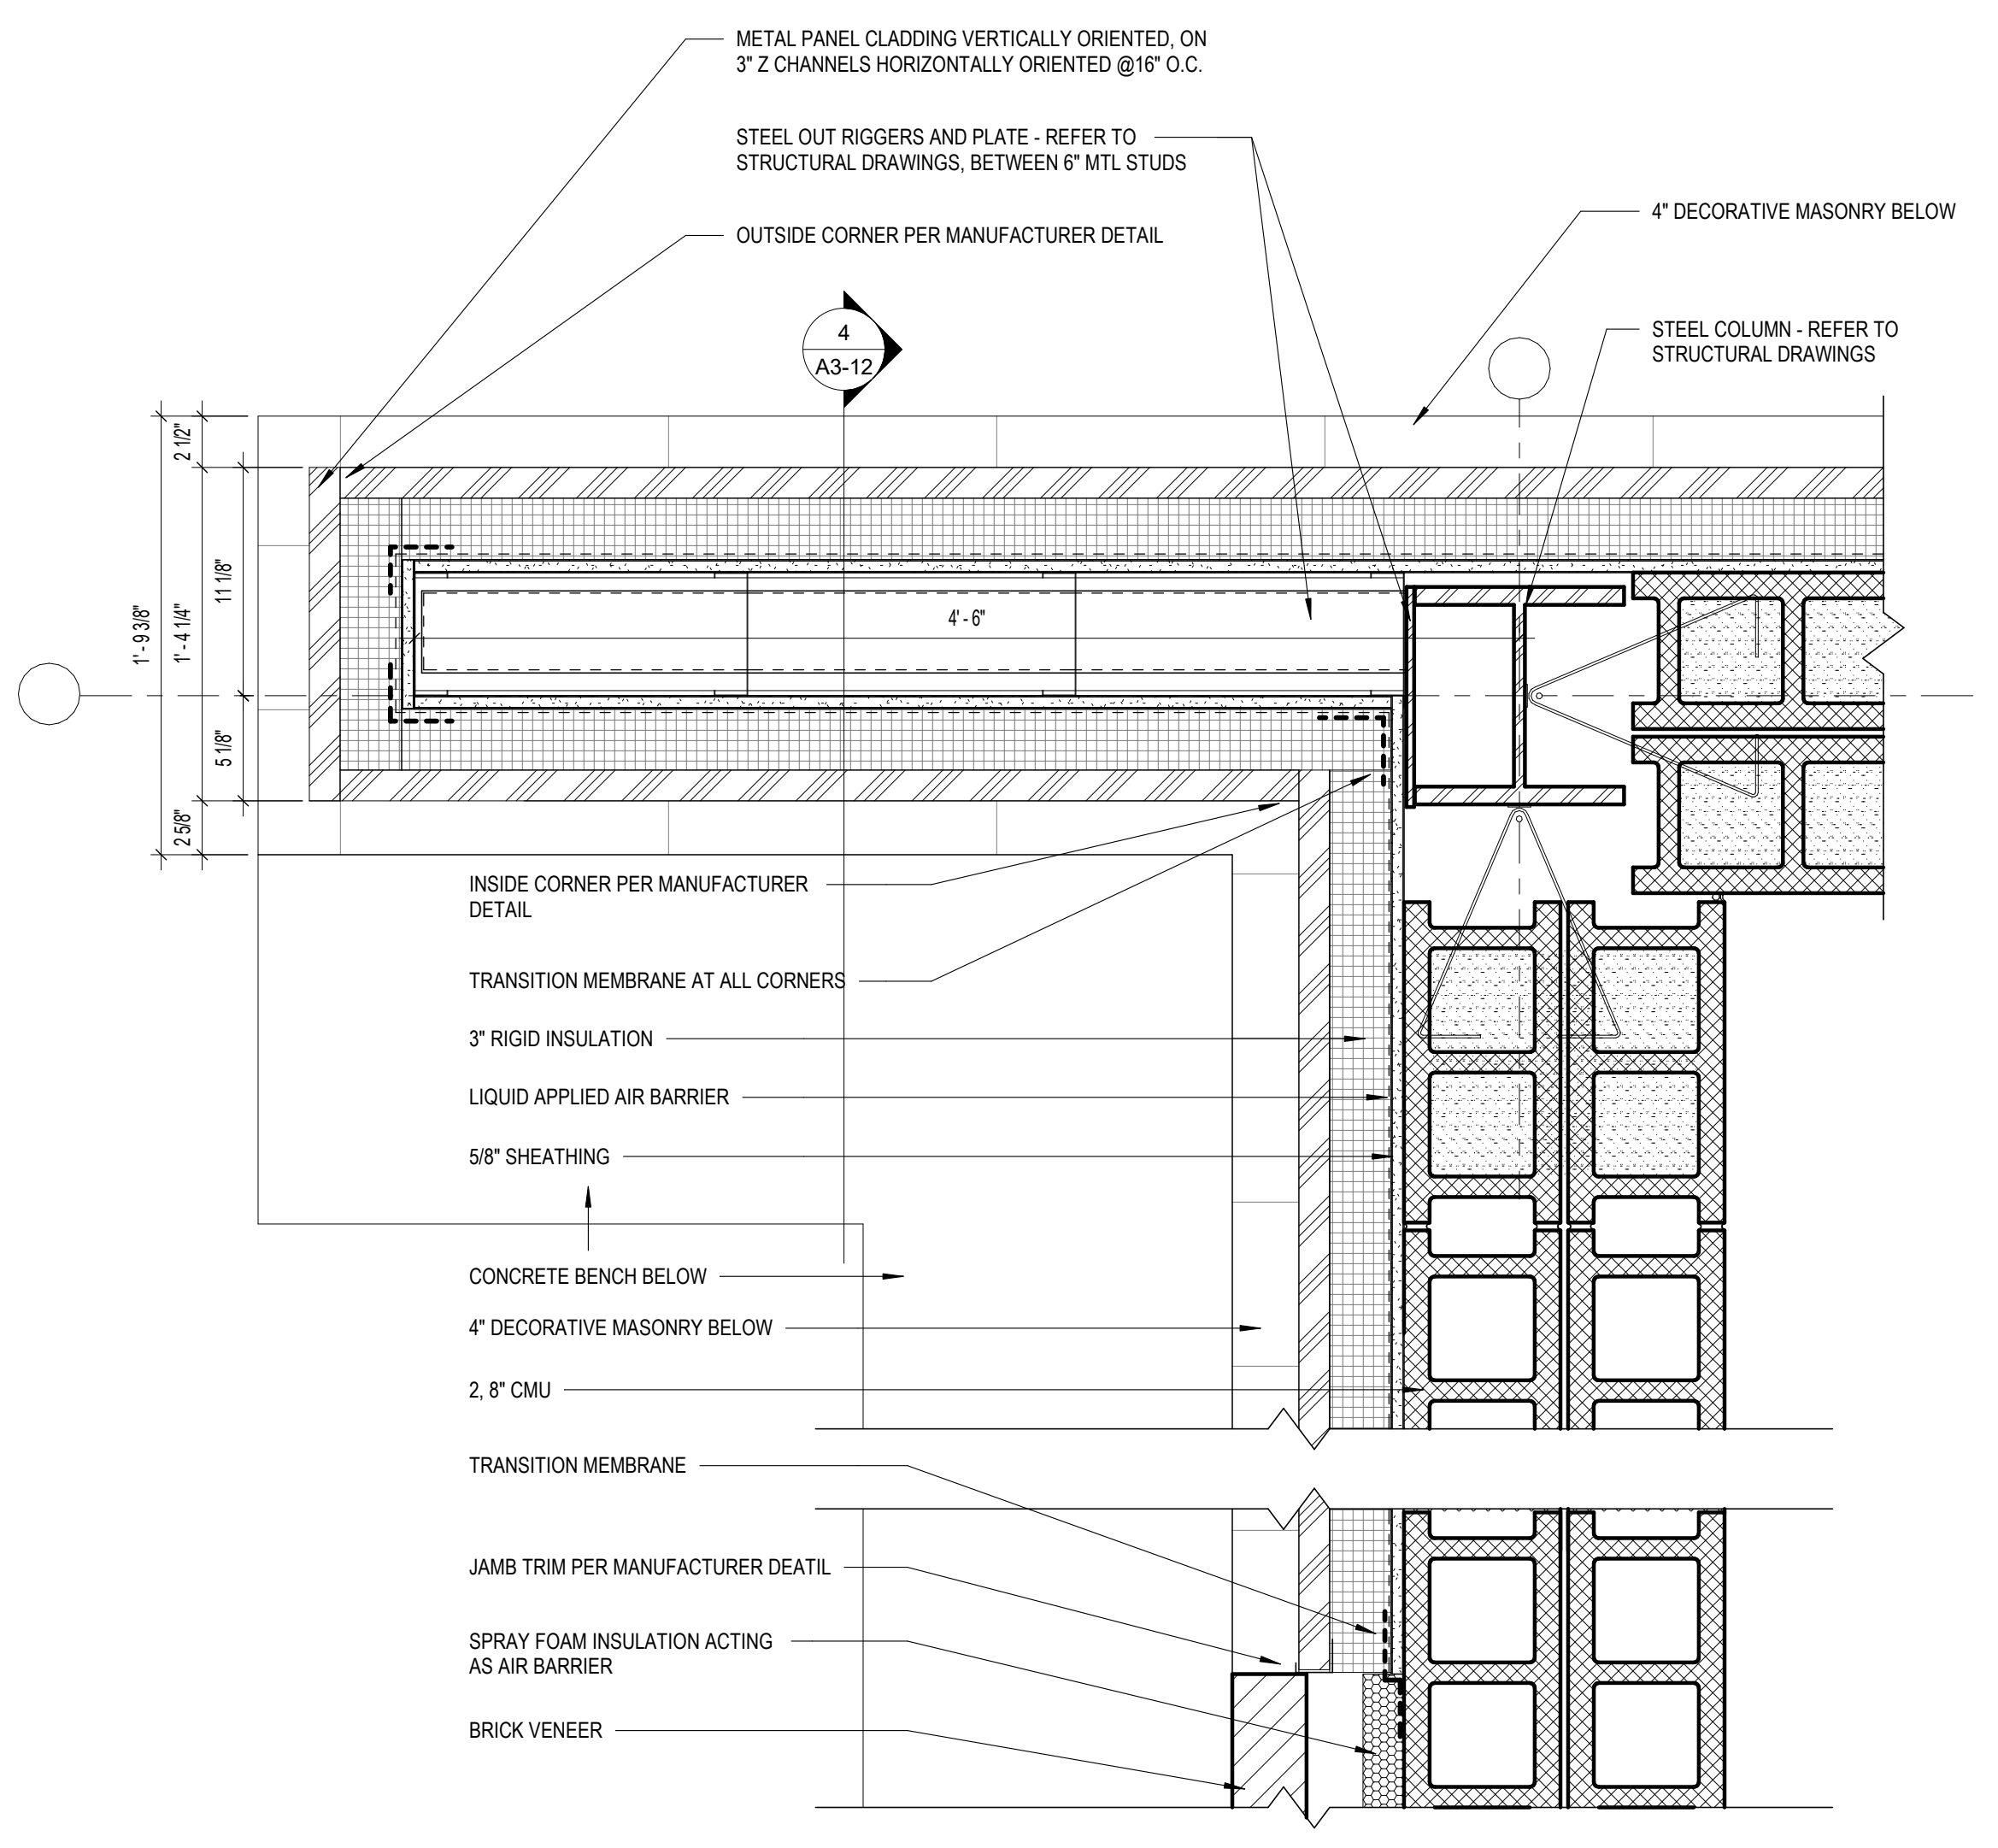 METAL PANEL CLADDING VERTICALLY ORIENTED, ON
3" Z CHANNELS HORIZONTALLY ORIENTED @16" O.C.
STEEL OUT RIGGERS AND PLATE - REFER TO
STRUCTURAL DRAWINGS, BETWEEN 6" MTL STUDS
4" DECORATIVE MASONRY BELOW
OUTSIDE CORNER PER MANUFACTURER DETAIL
4
A3-12
STEEL COLUMN - REFER TO
STRUCTURAL DRAWINGS
2 1/2"
11 1/8"
1' - 9 3/8"
1' - 4 1/4"
4' - 6"
5 1/8"
2 5/8"
INSIDE CORNER PER MANUFACTURER
DETAIL
TRANSITION MEMBRANE AT ALL CORNERS
3" RIGID INSULATION
LIQUID APPLIED AIR BARRIER
5/8" SHEATHING
CONCRETE BENCH BELOW
4" DECORATIVE MASONRY BELOW
2, 8" CMU
TRANSITION MEMBRANE
JAMB TRIM PER MANUFACTURER DEATIL
SPRAY FOAM INSULATION ACTING
AS AIR BARRIER
BRICK VENEER